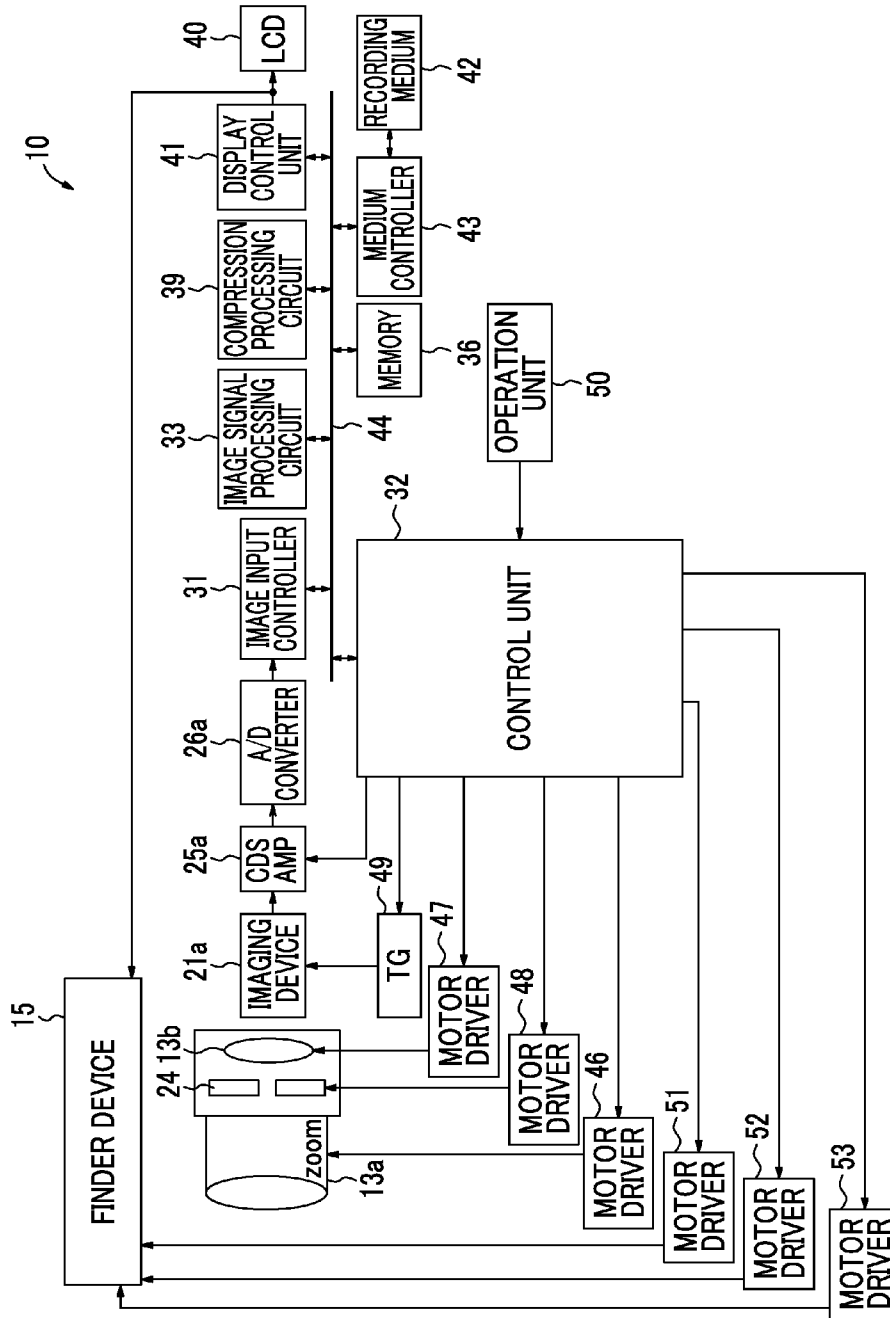 10
15
FINDER DEVICE
24
13b
zoom
13a
21a
IMAGING
DEVICE
25a
CDS
AMP
26a
A/D
CONVERTER
31
IMAGE INPUT
CONTROLLER
33
IMAGE SIGNAL
PROCESSING
CIRCUIT
39
COMPRESSION
PROCESSING
CIRCUIT
41
DISPLAY
CONTROL
UNIT
40
LCD
44
MEMORY
36
MEDIUM
CONTROLLER
43
RECORDING
MEDIUM
42
49
TG
47
MOTOR
DRIVER
48
MOTOR
DRIVER
46
MOTOR
DRIVER
51
MOTOR
DRIVER
52
MOTOR
DRIVER
53
MOTOR
DRIVER
32
CONTROL UNIT
OPERATION
UNIT
50